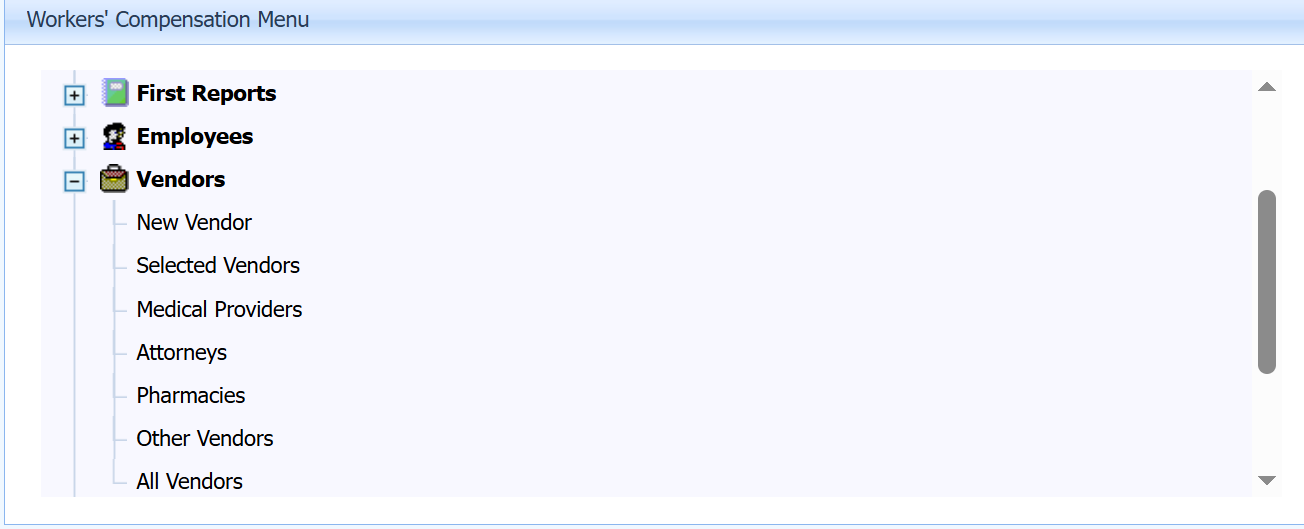 Workers' Compensation Menu
First Reports
Employees
Vendors
New Vendor
Selected Vendors
Medical Providers
Attorneys
Pharmacies
Other Vendors
All Vendors